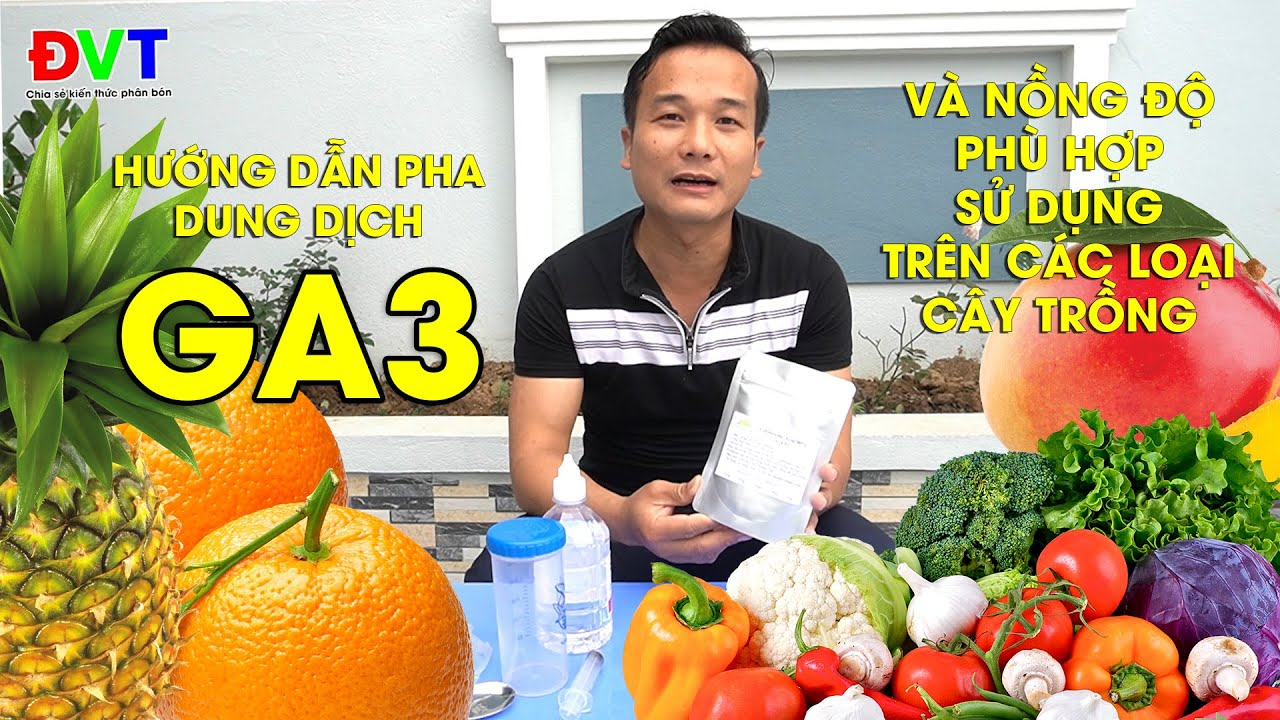 ĐVT
Chia sẻ kiến thức phân bón
HƯỚNG DẪN PHA
DUNG DỊCH
GA3
VÀ NỒNG ĐỘ
PHÙ HỢP
SỬ DỤNG
TRÊN CÁC LOẠI
CÂY TRỒNG